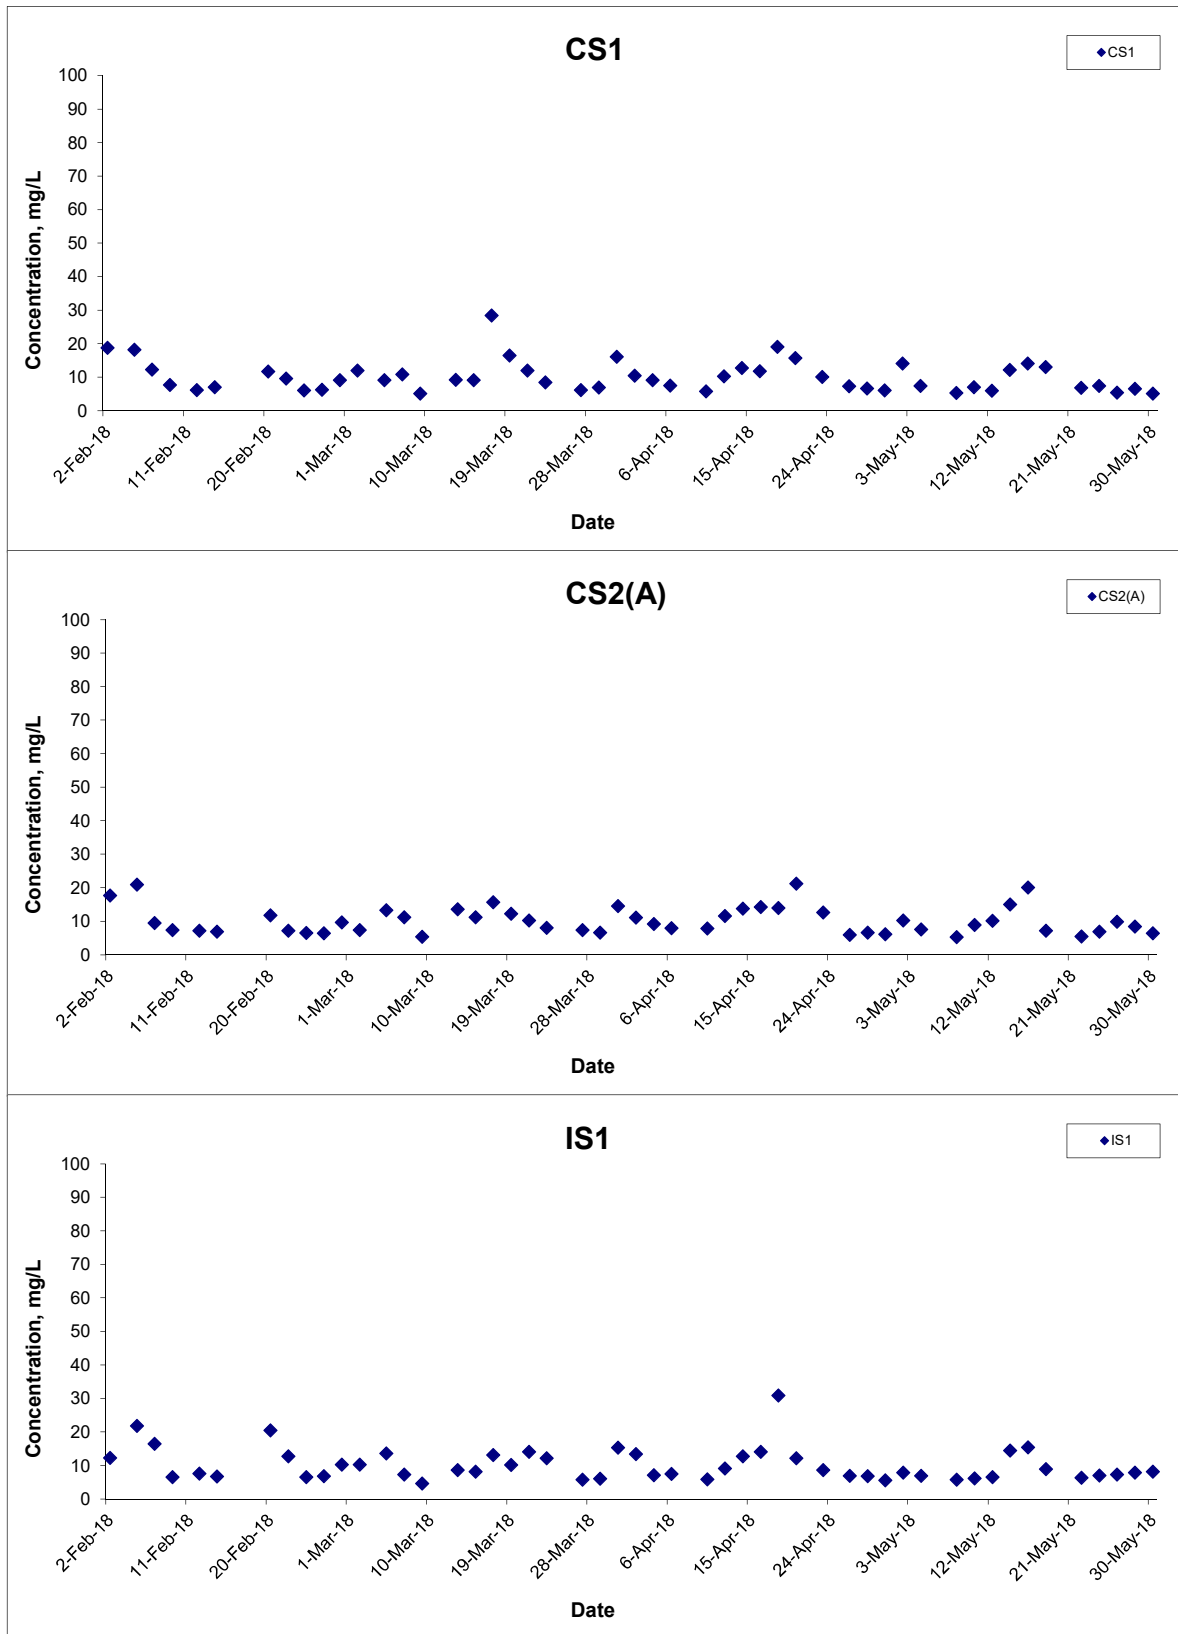 CS1
CS1
100
90
80
70
60
50
40
30
20
10
0
Concentration, mg/L
2-Feb-18
11-Feb-18
20-Feb-18
1-Mar-18
10-Mar-18
19-Mar-18
28-Mar-18
6-Apr-18
15-Apr-18
24-Apr-18
3-May-18
12-May-18
21-May-18
30-May-18
Date
CS2(A)
CS2(A)
100
90
80
70
60
50
40
30
20
10
0
Concentration, mg/L
2-Feb-18
11-Feb-18
20-Feb-18
1-Mar-18
10-Mar-18
19-Mar-18
28-Mar-18
6-Apr-18
15-Apr-18
24-Apr-18
3-May-18
12-May-18
21-May-18
30-May-18
Date
IS1
IS1
100
90
80
70
60
50
40
30
20
10
0
Concentration, mg/L
2-Feb-18
11-Feb-18
20-Feb-18
1-Mar-18
10-Mar-18
19-Mar-18
28-Mar-18
6-Apr-18
15-Apr-18
24-Apr-18
3-May-18
12-May-18
21-May-18
30-May-18
Date